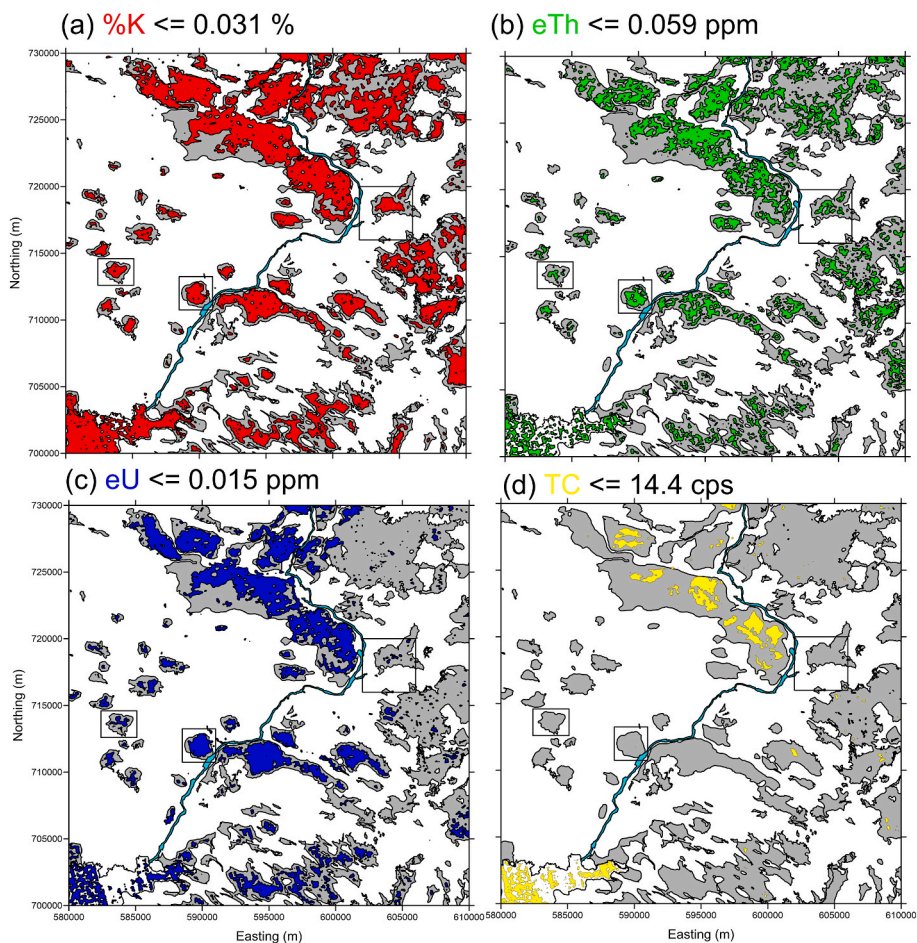 (a) %K <= 0.031 %
(b) eTh <= 0.059 ppm
730000
725000
720000
715000
710000
705000
700000
Northing (m)
(c) eU <= 0.015 ppm
(d) TC <= 14.4 cps
730000
725000
720000
715000
710000
705000
700000
Northing (m)
580000 585000 590000 595000 600000 605000 610000
580000 585000 590000 595000 600000 605000 610000
Easting (m)
Easting (m)